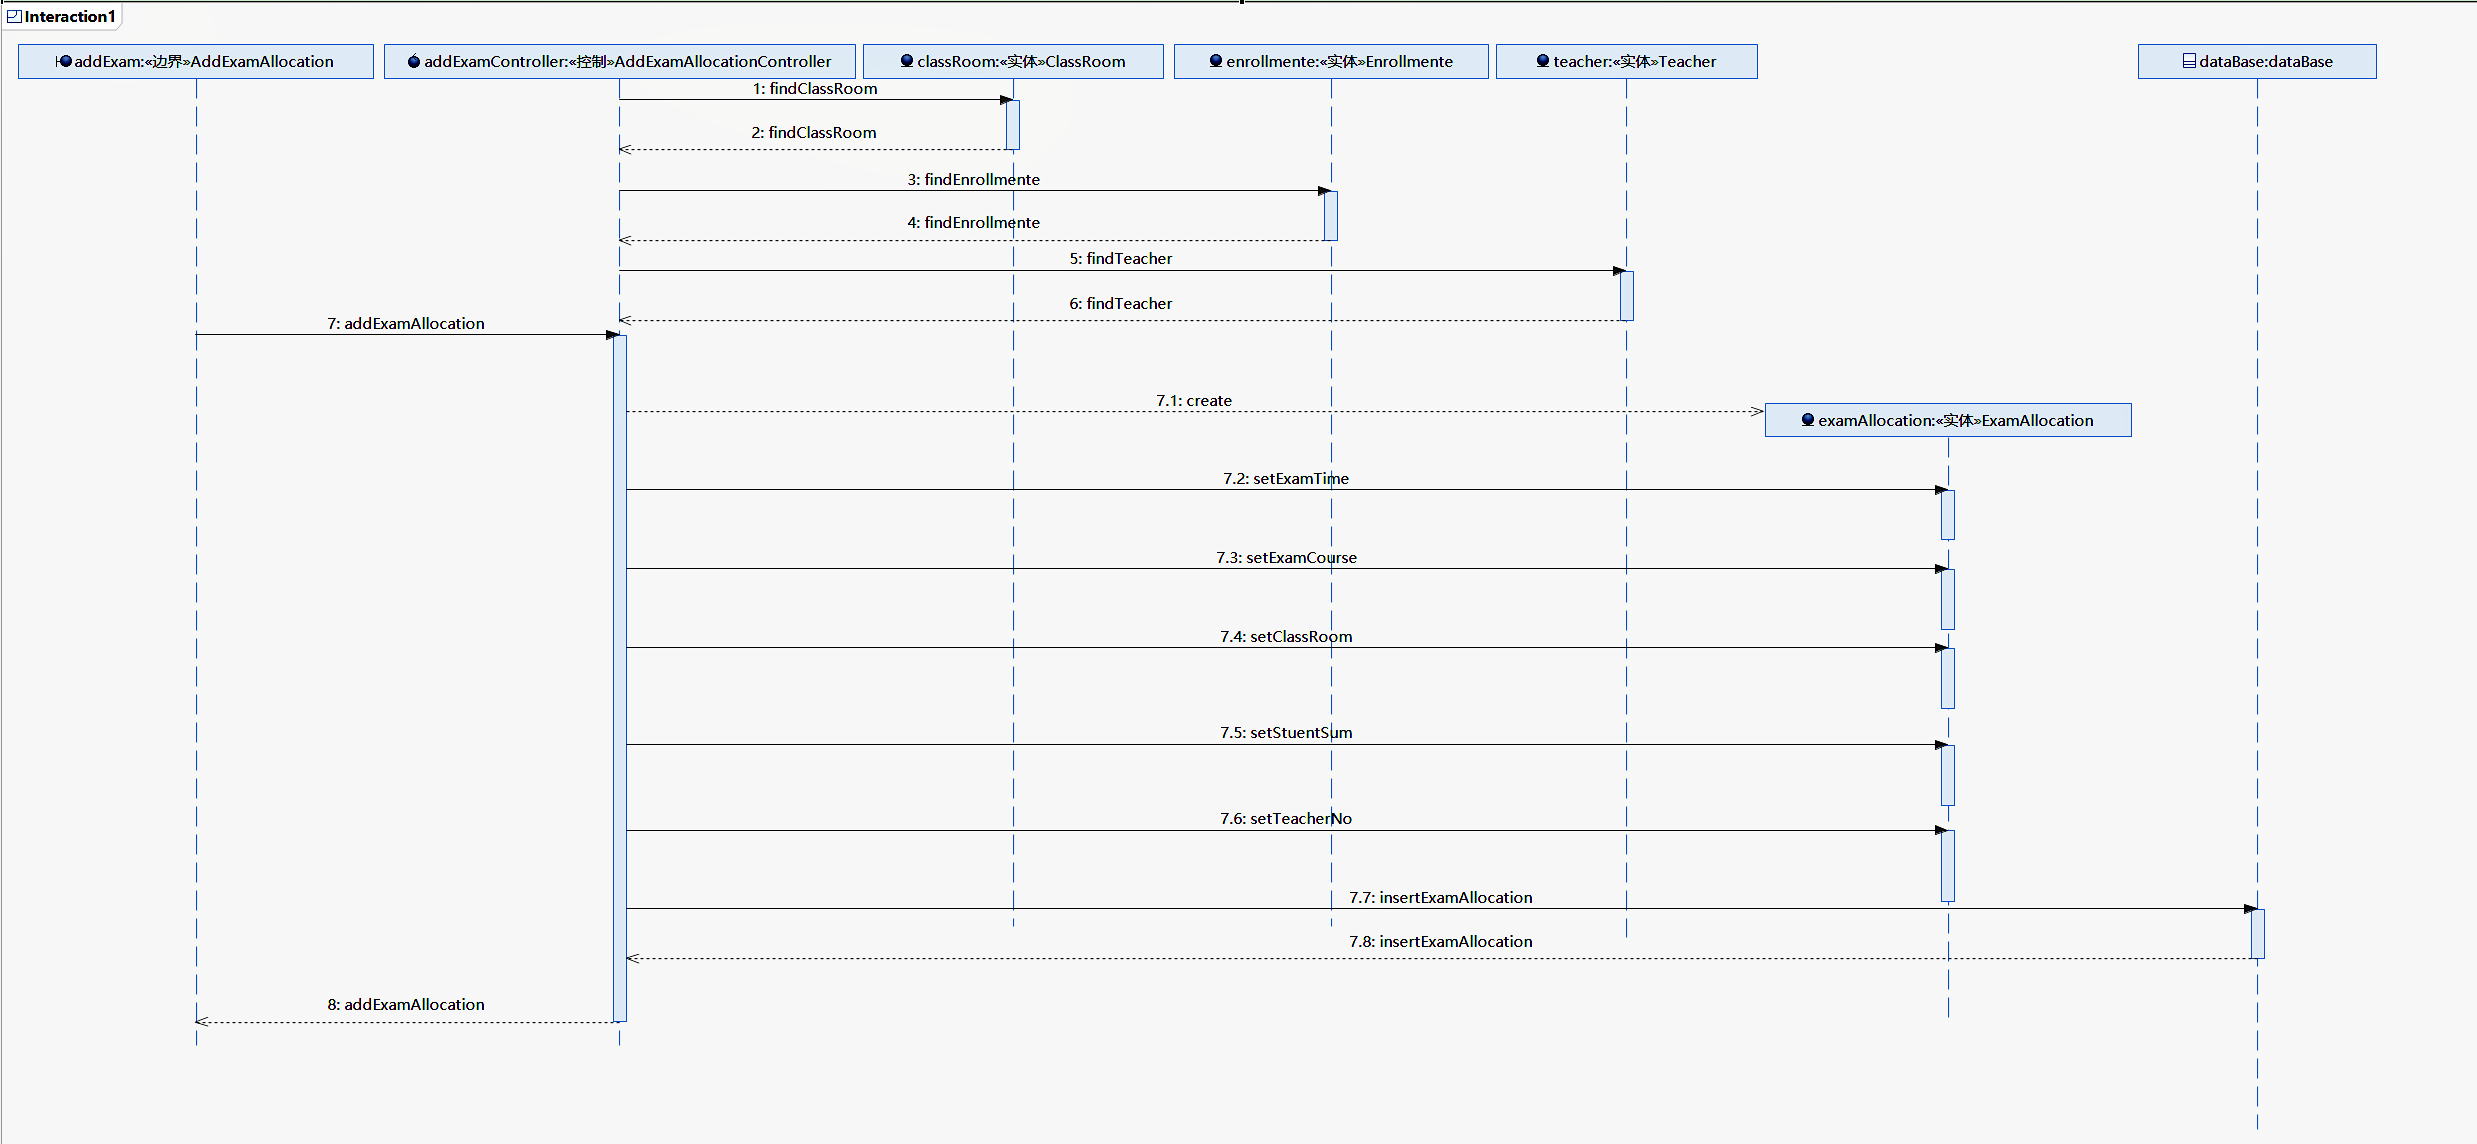 Interaction1
addExam:«边界»AddExamAllocation
addExamController:«控制»AddExamAllocationController
classRoom:«实体»ClassRoom
enrollmente:«实体»Enrollmente
teacher:«实体»Teacher
dataBase:dataBase
1: findClassRoom
2: findClassRoom
3: findEnrollmente
4: findEnrollmente
5: findTeacher
6: findTeacher
7: addExamAllocation
7.1: create
examAllocation:«实体»ExamAllocation
7.2: setExamTime
7.3: setExamCourse
7.4: setClassRoom
7.5: setStuentSum
7.6: setTeacherNo
7.7: insertExamAllocation
7.8: insertExamAllocation
8: addExamAllocation